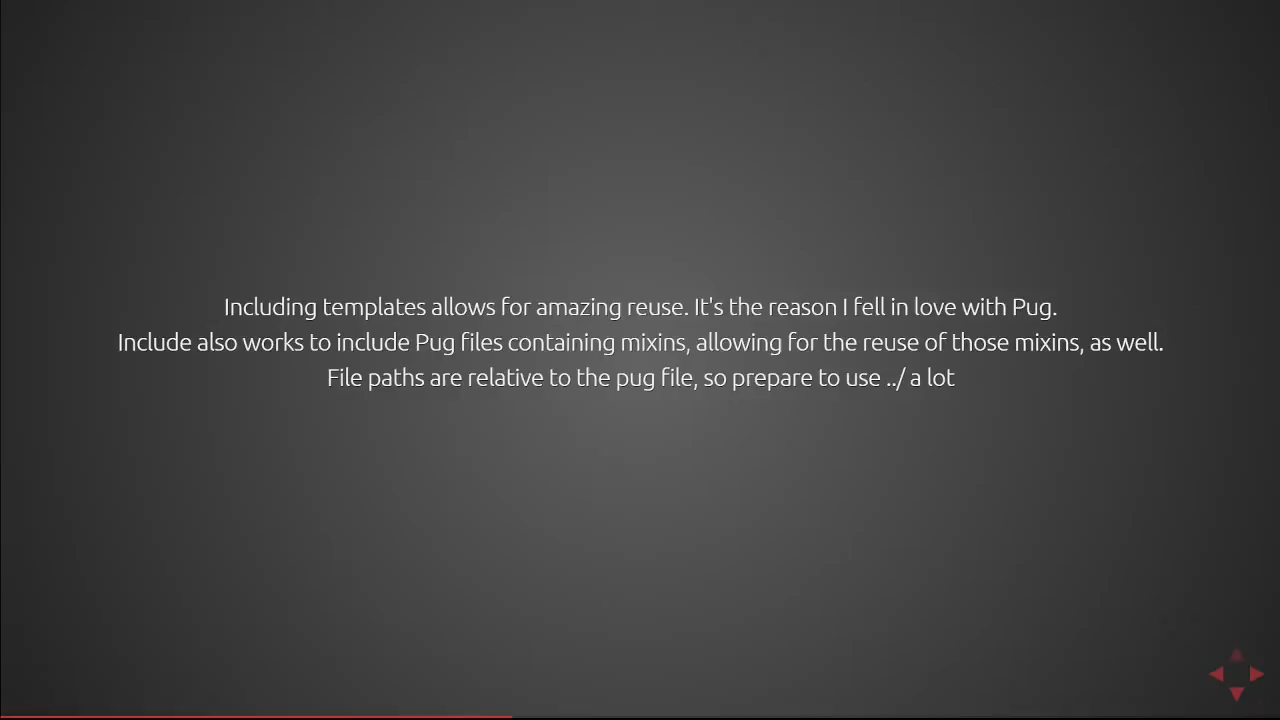 Including templates allows for amazing reuse. It's the reason I fell in love with Pug.
Include also works to include Pug files containing mixins, allowing for the reuse of those mixins, as well.
File paths are relative to the pug file, so prepare to use ../ a lot